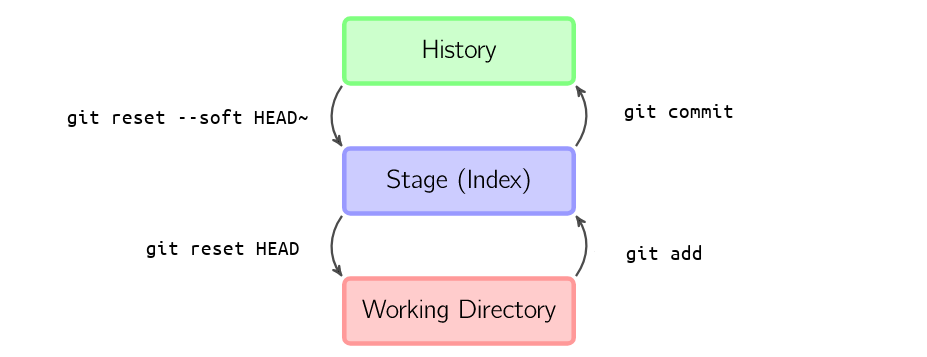 History
git reset --soft HEAD~
git commit
Stage (Index)
git reset HEAD
git add
Working Directory